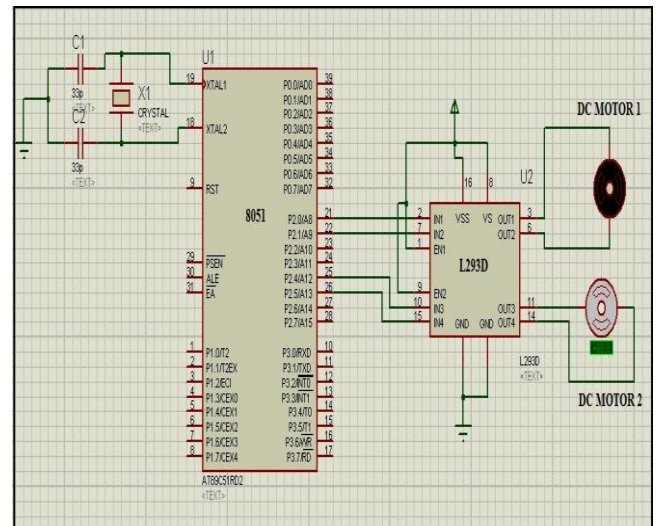 C1
33p
<TEXT>
X1
CRYSTAL
<TEXT>
C2
33p
<TEXT>
U1
19
XTAL1
18
XTAL2
9
RST
29
PSEN
30
ALE
31
EA
1
P1.0/T2
2
P1.1/T2EX
3
P1.2/ECI
4
P1.3/CEX0
5
P1.4/CEX1
6
P1.5/CEX2
7
P1.6/CEX3
8
P1.7/CEX4
8051
P0.0/AD0
39
P0.1/AD1
38
P0.2/AD2
37
P0.3/AD3
36
P0.4/AD4
35
P0.5/AD5
34
P0.6/AD6
33
P0.7/AD7
32
P2.0/A8
21
P2.1/A9
22
P2.2/A10
23
P2.3/A11
24
P2.4/A12
25
P2.5/A13
26
P2.6/A14
27
P2.7/A15
28
P3.0/RXD
10
P3.1/TXD
11
P3.2/INT0
12
P3.3/INT1
13
P3.4/T0
14
P3.5/T1
15
P3.6/WR
16
P3.7/RD
17
AT89C51RD2
<TEXT>
U2
16
8
2
IN1
7
IN2
1
EN1
9
EN2
10
IN3
15
IN4
VSS
VS
L293D
GND
GND
OUT1
3
OUT2
6
OUT3
11
OUT4
14
L293D
<TEXT>
DC MOTOR 1
DC MOTOR 2